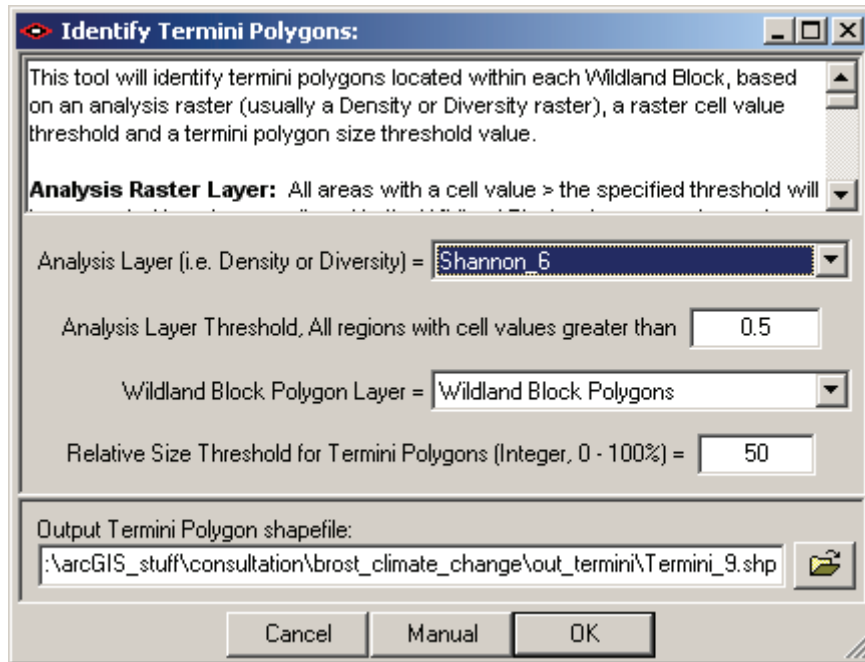 Identify Termini Polygons:
This tool will identify termini polygons located within each Wildland Block, based
on an analysis raster (usually a Density or Diversity raster), a raster cell value
threshold and a termini polygon size threshold value.
Analysis Raster Layer: All areas with a cell value > the specified threshold will
Analysis Layer (i.e. Density or Diversity) = Shannon_6
Analysis Layer Threshold, All regions with cell values greater than 0.5
Wildland Block Polygon Layer = Wildland Block Polygons
Relative Size Threshold for Termini Polygons (Integer, 0 - 100%) = 50
Output Termini Polygon shapefile:
:\arcGIS_stuff\consultation\brost_climate_change\out_termini\Termini_9.shp
Cancel Manual OK